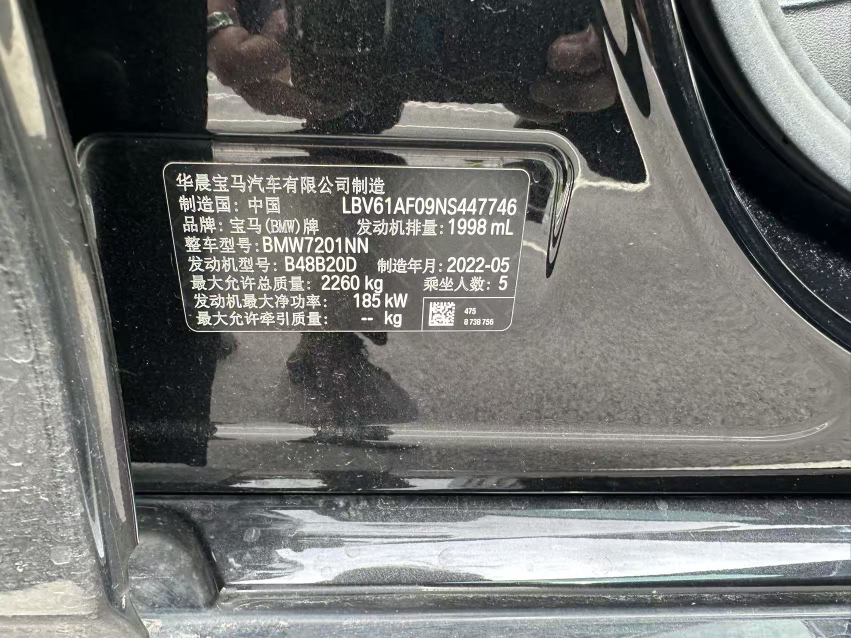 华晨宝马汽车有限公司制造
制造国: 中国 LBV61AF09NS447746
品牌: 宝马(BMW)牌 发动机排量: 1998 mL
整车型号: BMW7201NN
发动机型号: B48B20D 制造年月: 2022-05
最大允许总质量: 2260 kg 乘坐人数: 5
发动机最大净功率: 185 kW
最大允许牵引质量: -- kg
475
8 738 756